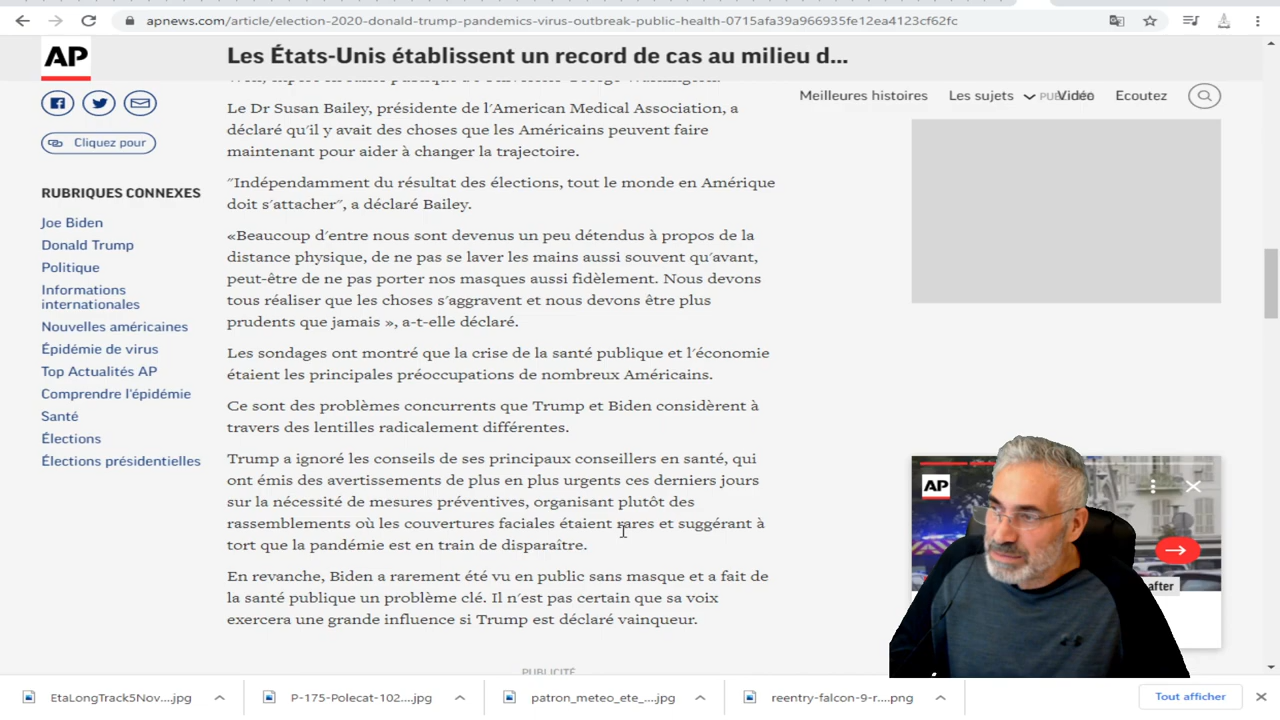 apnews.com/article/election-2020-donald-trump-pandemics-virus-outbreak-public-health-0715afa39a966935fe12ea4123cf62fc
AP
Les États-Unis établissent un record de cas au milieu d...
Meilleures histoires
Les sujets
Vidéo
Ecoutez
Cliquez pour
RUBRIQUES CONNEXES
Joe Biden
Donald Trump
Politique
Informations
internationales
Nouvelles américaines
Épidémie de virus
Top Actualités AP
Comprendre l'épidémie
Santé
Élections
Élections présidentielles
Le Dr Susan Bailey, présidente de l'American Medical Association, a
déclaré qu'il y avait des choses que les Américains peuvent faire
maintenant pour aider à changer la trajectoire.
"Indépendamment du résultat des élections, tout le monde en Amérique
doit s'attacher", a déclaré Bailey.
«Beaucoup d'entre nous sont devenus un peu détendus à propos de la
distance physique, de ne pas se laver les mains aussi souvent qu'avant,
peut-être de ne pas porter nos masques aussi fidèlement. Nous devons
tous réaliser que les choses s'aggravent et nous devons être plus
prudents que jamais », a-t-elle déclaré.
Les sondages ont montré que la crise de la santé publique et l'économie
étaient les principales préoccupations de nombreux Américains.
Ce sont des problèmes concurrents que Trump et Biden considèrent à
travers des lentilles radicalement différentes.
Trump a ignoré les conseils de ses principaux conseillers en santé, qui
ont émis des avertissements de plus en plus urgents ces derniers jours
sur la nécessité de mesures préventives, organisant plutôt des
rassemblements où les couvertures faciales étaient rares et suggérant à
tort que la pandémie est en train de disparaître.
En revanche, Biden a rarement été vu en public sans masque et a fait de
la santé publique un problème clé. Il n'est pas certain que sa voix
exercera une grande influence si Trump est déclaré vainqueur.
PUBLICITÉ
AP
after
EtaLongTrack5Nov....jpg
P-175-Polecat-102....jpg
patron_meteo_ete_....jpg
reentry-falcon-9-r....png
Tout afficher